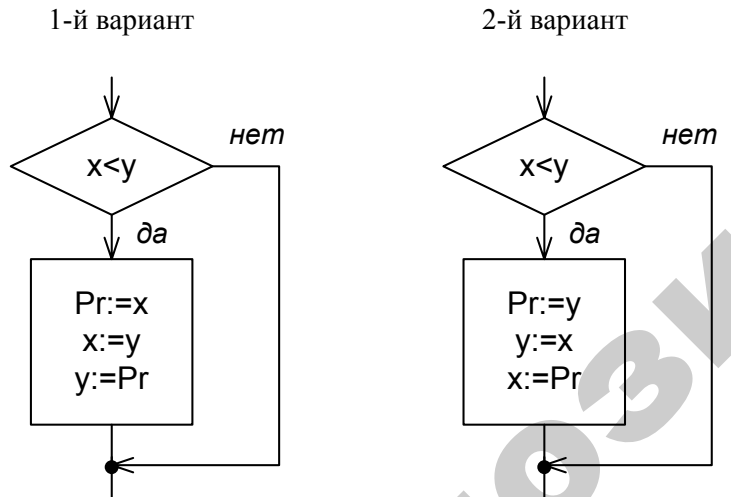 1-й вариант
2-й вариант
x<y
нет
да
Pr:=x
x:=y
y:=Pr
x<y
нет
да
Pr:=y
y:=x
x:=Pr